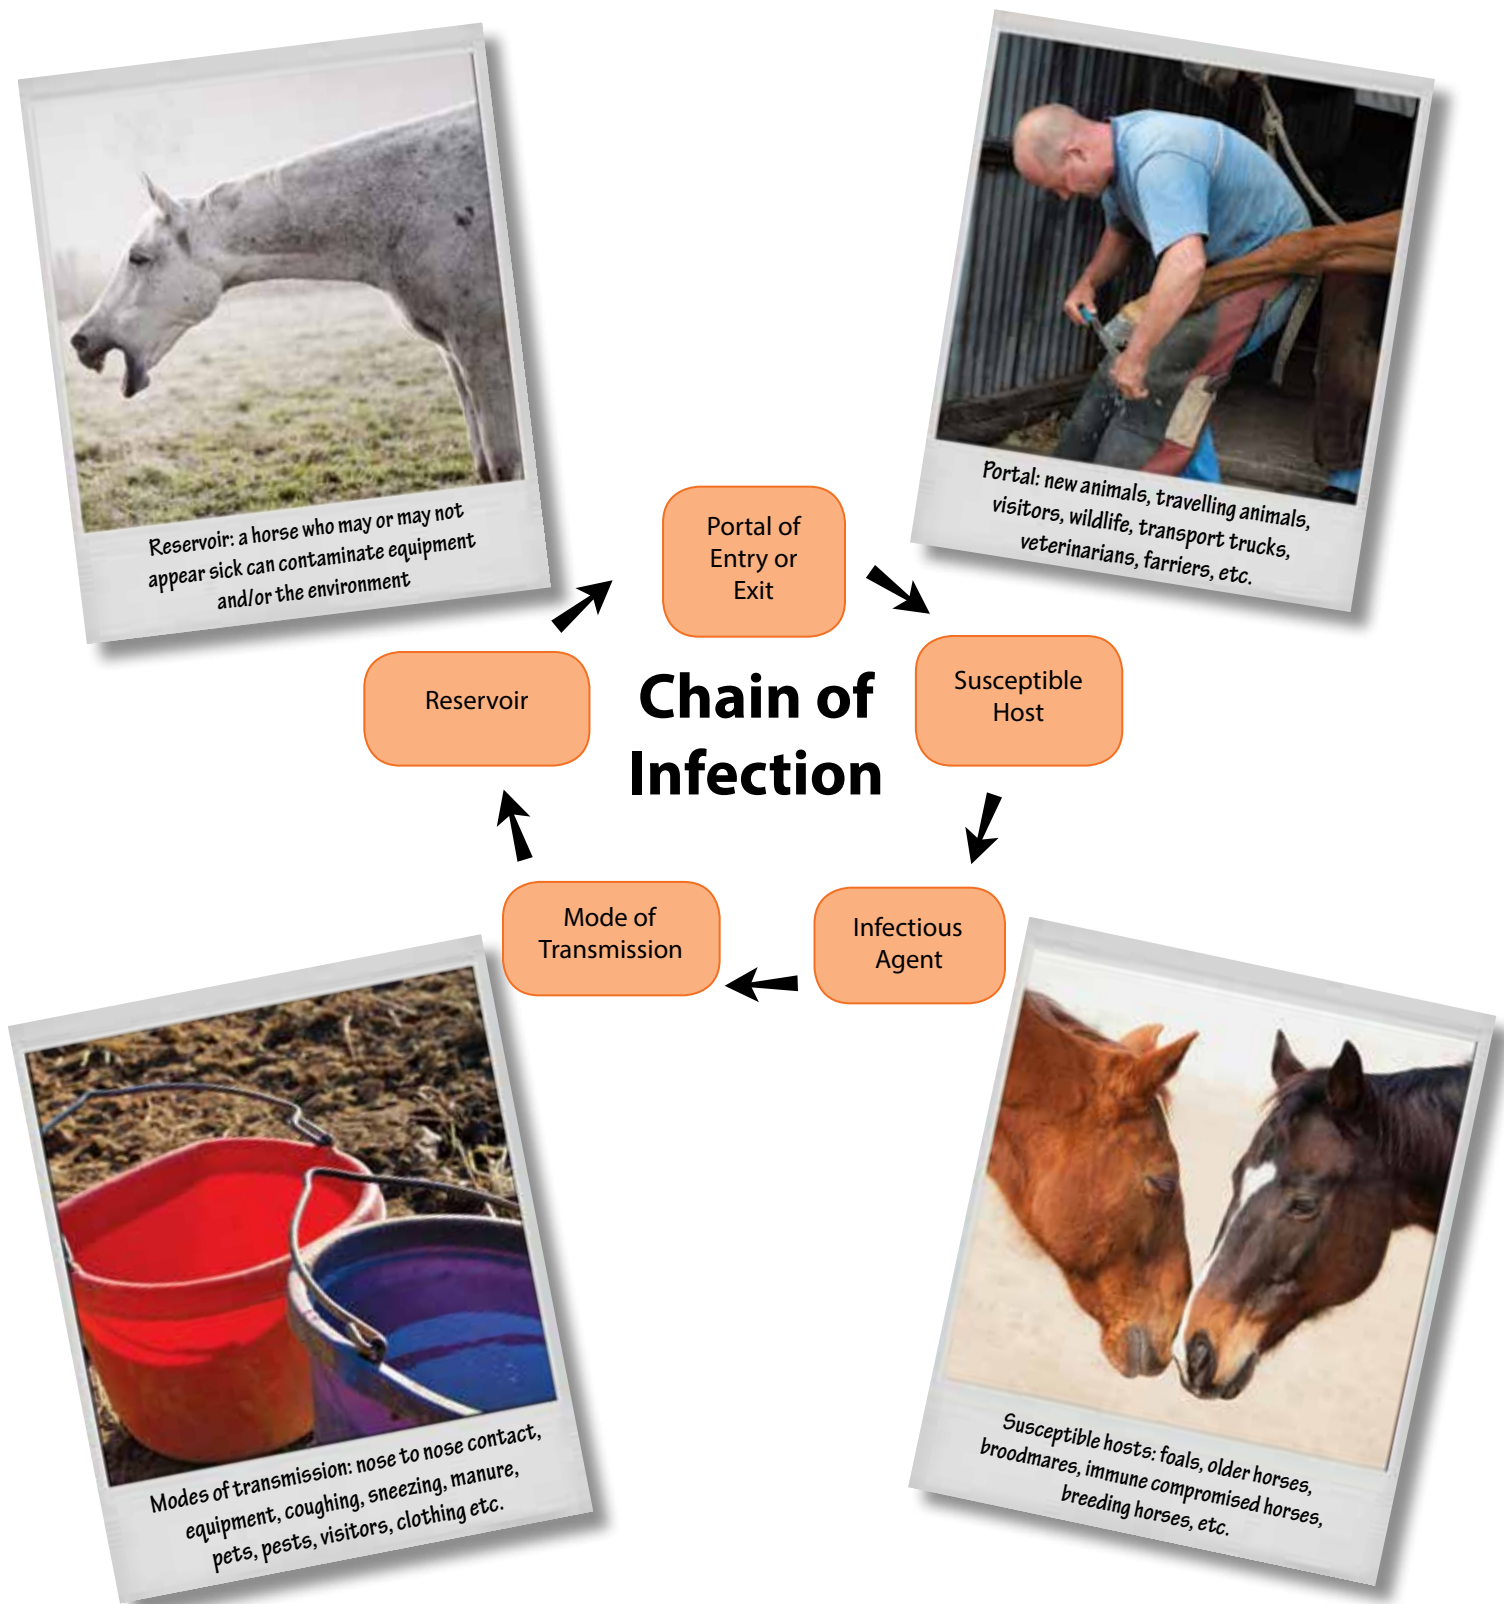 Reservoir: a horse who may or may not
appear sick can contaminate equipment
and/or the environment
Portal: new animals, travelling animals,
visitors, wildlife, transport trucks,
veterinarians, farriers, etc.
Portal of
Entry or
Exit
Reservoir
Chain of
Infection
Susceptible
Host
Mode of
Transmission
Infectious
Agent
Modes of transmission: nose to nose contact,
equipment, coughing, sneezing, manure,
pets, pests, visitors, clothing etc.
Susceptible hosts: foals, older horses,
broodmares, immune compromised horses,
breeding horses, etc.